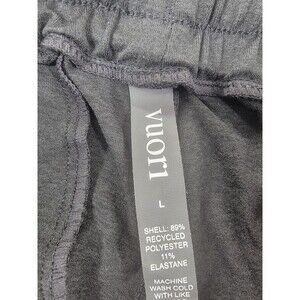 vuori
L
SHELL: 89%
RECYCLED
POLYESTER
11%
ELASTANE
MACHINE
WASH COLD
WITH LIKE